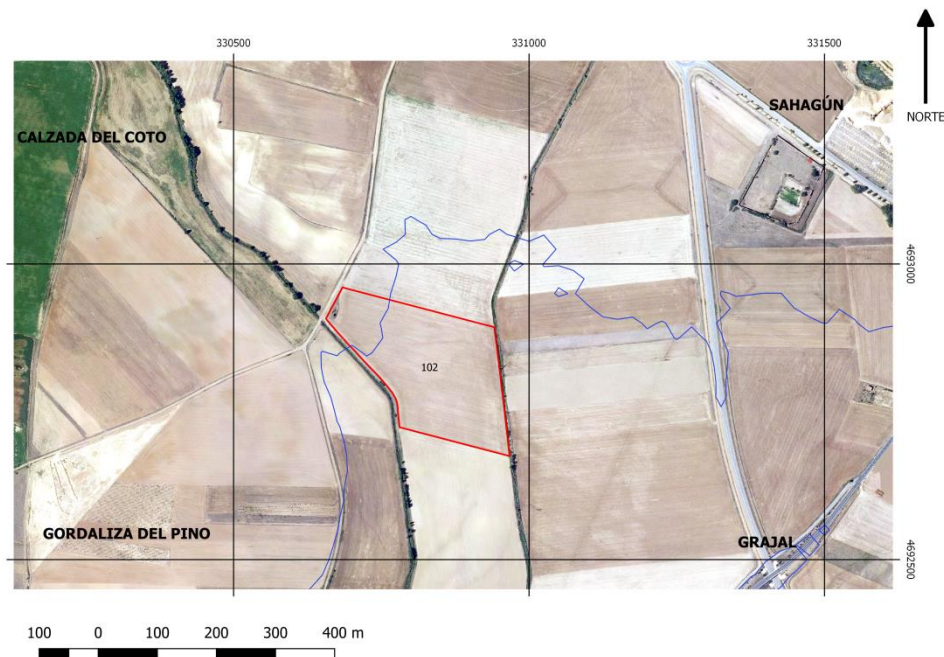 330500
331000
331500
NORTE
CALZADA DEL COTO
SAHAGÚN
4693000
102
GORDALIZA DEL PINO
GRAJAL
4692500
100 0 100 200 300 400 m